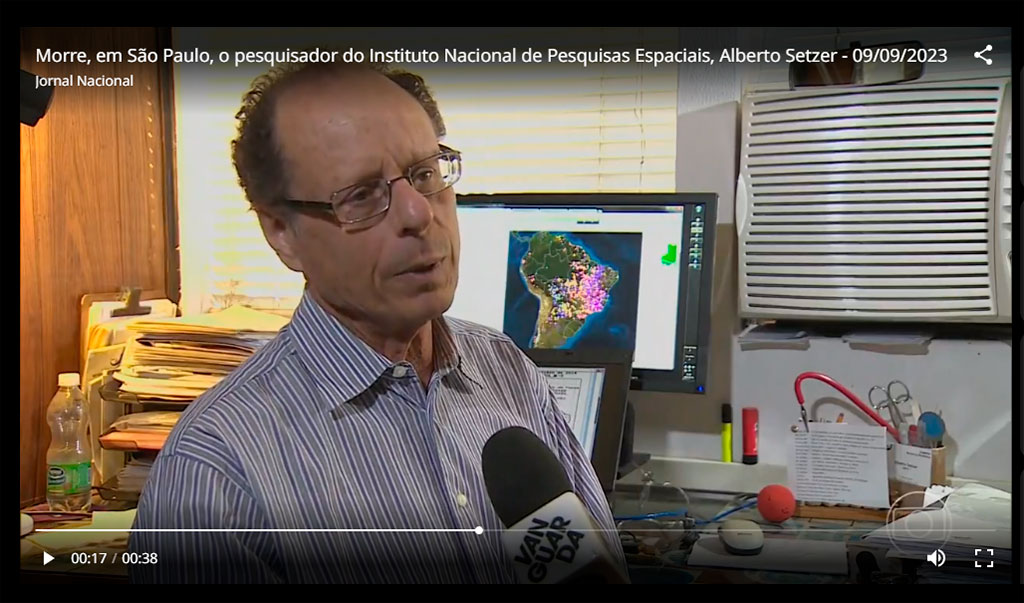 Morre, em São Paulo, o pesquisador do Instituto Nacional de Pesquisas Espaciais, Alberto Setzer - 09/09/2023
Jornal Nacional
VAN
GUAR
DA
00:17 / 00:38